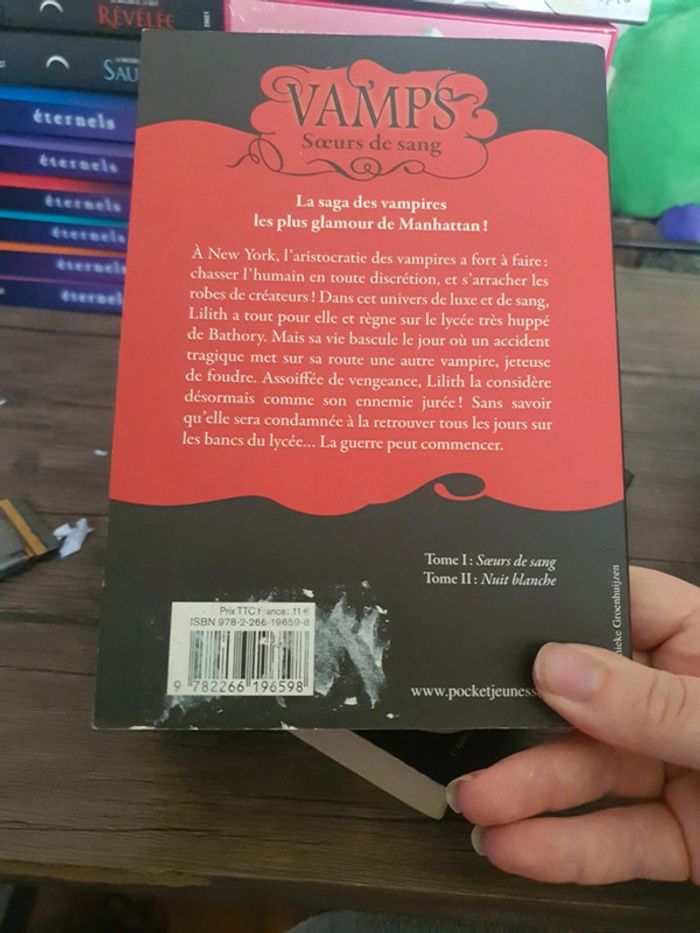 RÉVÉLÉE
SAU
éternels
éternels
éternels
éternels
éternels
éternels
VAMPS
Sœurs de sang
La saga des vampires
les plus glamour de Manhattan !
À New York, l'aristocratie des vampires a fort à faire :
chasser l'humain en toute discrétion, et s'arracher les
robes de créateurs ! Dans cet univers de luxe et de sang,
Lilith a tout pour elle et règne sur le lycée très huppé
de Bathory. Mais sa vie bascule le jour où un accident
tragique met sur sa route une autre vampire, jeteuse
de foudre. Assoiffée de vengeance, Lilith la considère
désormais comme son ennemie jurée ! Sans savoir
qu'elle sera condamnée à la retrouver tous les jours sur
les bancs du lycée... La guerre peut commencer.
Tome I : Sœurs de sang
Tome II : Nuit blanche
Prix TTC France : 11 €
ISBN 978-2-266-19659-8
9 782266 196598
www.pocketjeuness
nieke Groenhuijzen